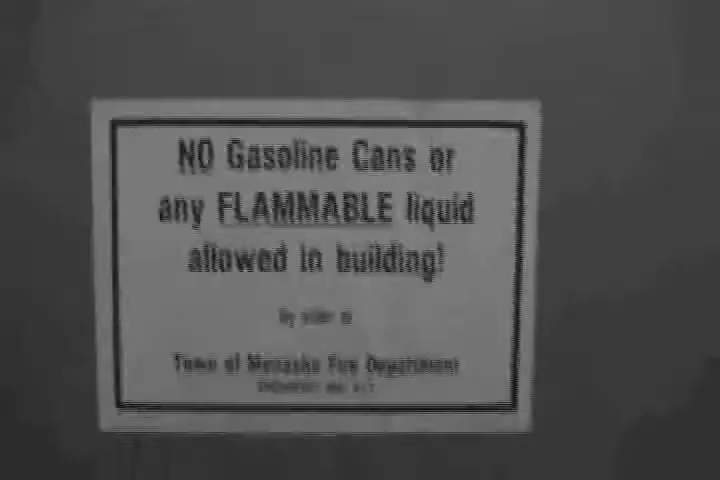 NO Gasoline Cans or
any FLAMMABLE liquid
allowed in building!
By order of
Town of Menasha Fire Department